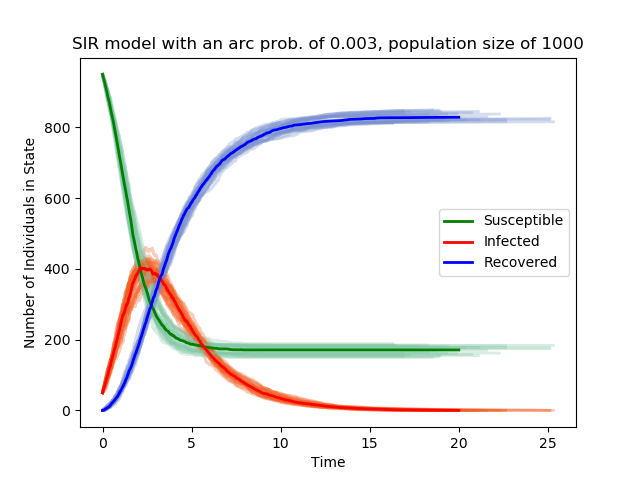 SIR model with an arc prob. of 0.003, population size of 1000
Number of Individuals in State
800
600
400
200
0
Susceptible
Infected
Recovered
0 5 10 15 20 25
Time